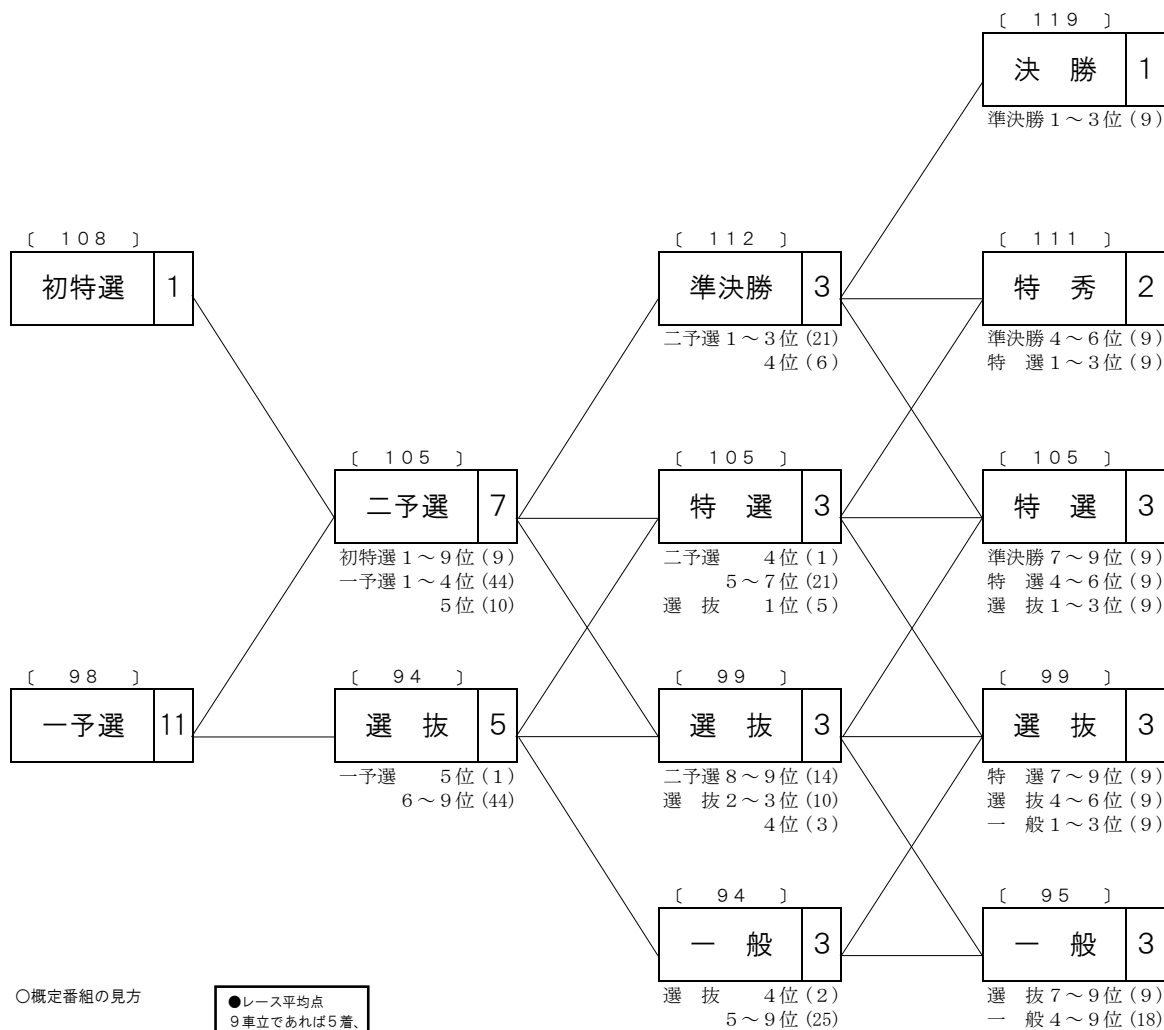 〔 119 〕
決 勝 1
準決勝1～3位(9)
〔 108 〕
初特選 1
〔 112 〕
準決勝 3
二予選1～3位(21)
4位(6)
〔 111 〕
特 秀 2
準決勝4～6位(9)
特 選1～3位(9)
〔 105 〕
二予選 7
初特選1～9位(9)
一予選1～4位(44)
5位(10)
〔 105 〕
特 選 3
二予選 4位(1)
5～7位(21)
選 抜 1位(5)
〔 105 〕
特 選 3
準決勝7～9位(9)
特 選4～6位(9)
選 抜1～3位(9)
〔 98 〕
一予選 11
〔 94 〕
選 抜 5
一予選 5位(1)
6～9位(44)
〔 99 〕
選 抜 3
二予選8～9位(14)
選 抜2～3位(10)
4位(3)
〔 99 〕
選 抜 3
特 選7～9位(9)
選 抜4～6位(9)
一 般1～3位(9)
〔 94 〕
一 般 3
選 抜 4位(2)
5～9位(25)
〔 95 〕
一 般 3
選 抜7～9位(9)
一 般4～9位(18)
○概定番組の見方
●レース平均点
9車立であれば5着、